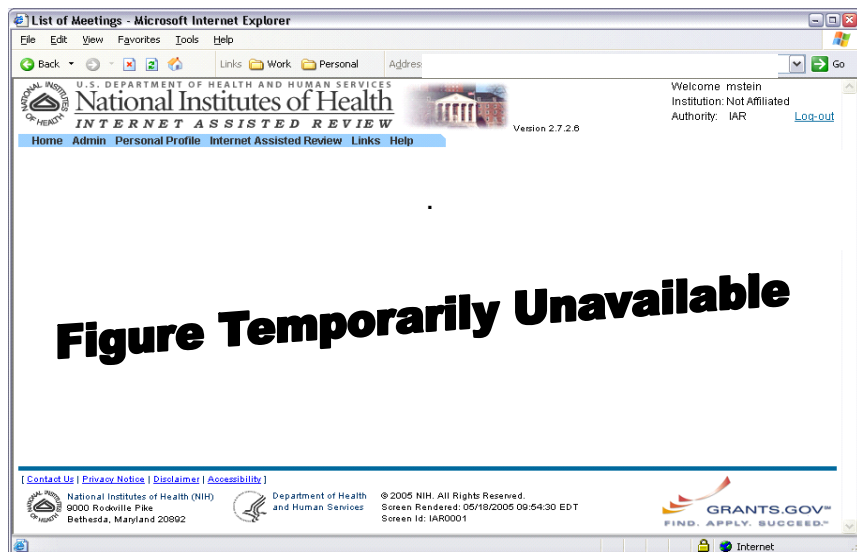 List of Meetings - Microsoft Internet Explorer
File Edit View Favorites Tools Help
Back Links Work Personal Addres Go
U.S. DEPARTMENT OF HEALTH AND HUMAN SERVICES
National Institutes of Health
INTERNET ASSISTED REVIEW
Version 2.7.2.6
Welcome mstein
Institution: Not Affiliated
Authority: IAR Log-out
Home Admin Personal Profile Internet Assisted Review Links Help
.
Figure Temporarily Unavailable
[ Contact Us | Privacy Notice | Disclaimer | Accessibility ]
National Institutes of Health (NIH)
9000 Rockville Pike
Bethesda, Maryland 20892
Department of Health
and Human Services
© 2005 NIH. All Rights Reserved.
Screen Rendered: 05/18/2005 09:54:30 EDT
Screen Id: IAR0001
GRANTS.GOV℠
FIND. APPLY. SUCCEED.℠
Internet